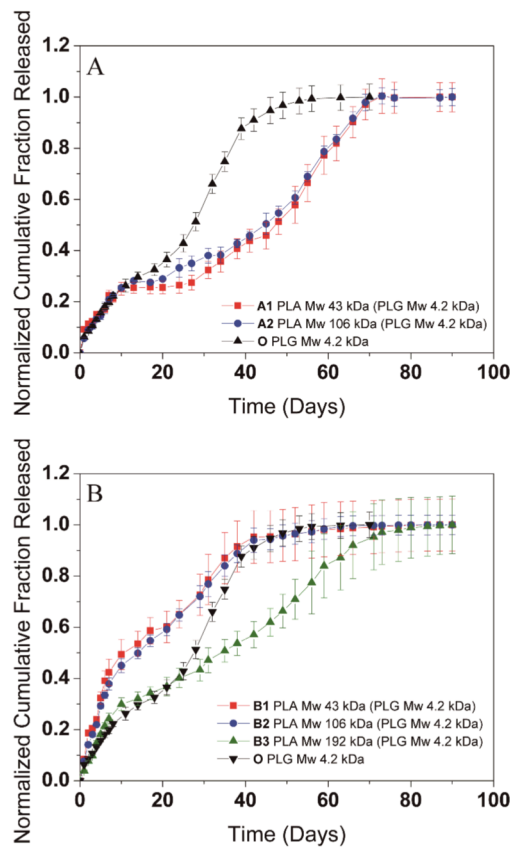 A
Normalized Cumulative Fraction Released
1.2
1.0
0.8
0.6
0.4
0.2
0.0
A1 PLA Mw 43 kDa (PLG Mw 4.2 kDa)
A2 PLA Mw 106 kDa (PLG Mw 4.2 kDa)
O PLG Mw 4.2 kDa
0 20 40 60 80 100
Time (Days)
B
Normalized Cumulative Fraction Released
1.2
1.0
0.8
0.6
0.4
0.2
0.0
B1 PLA Mw 43 kDa (PLG Mw 4.2 kDa)
B2 PLA Mw 106 kDa (PLG Mw 4.2 kDa)
B3 PLA Mw 192 kDa (PLG Mw 4.2 kDa)
O PLG Mw 4.2 kDa
0 20 40 60 80 100
Time (Days)